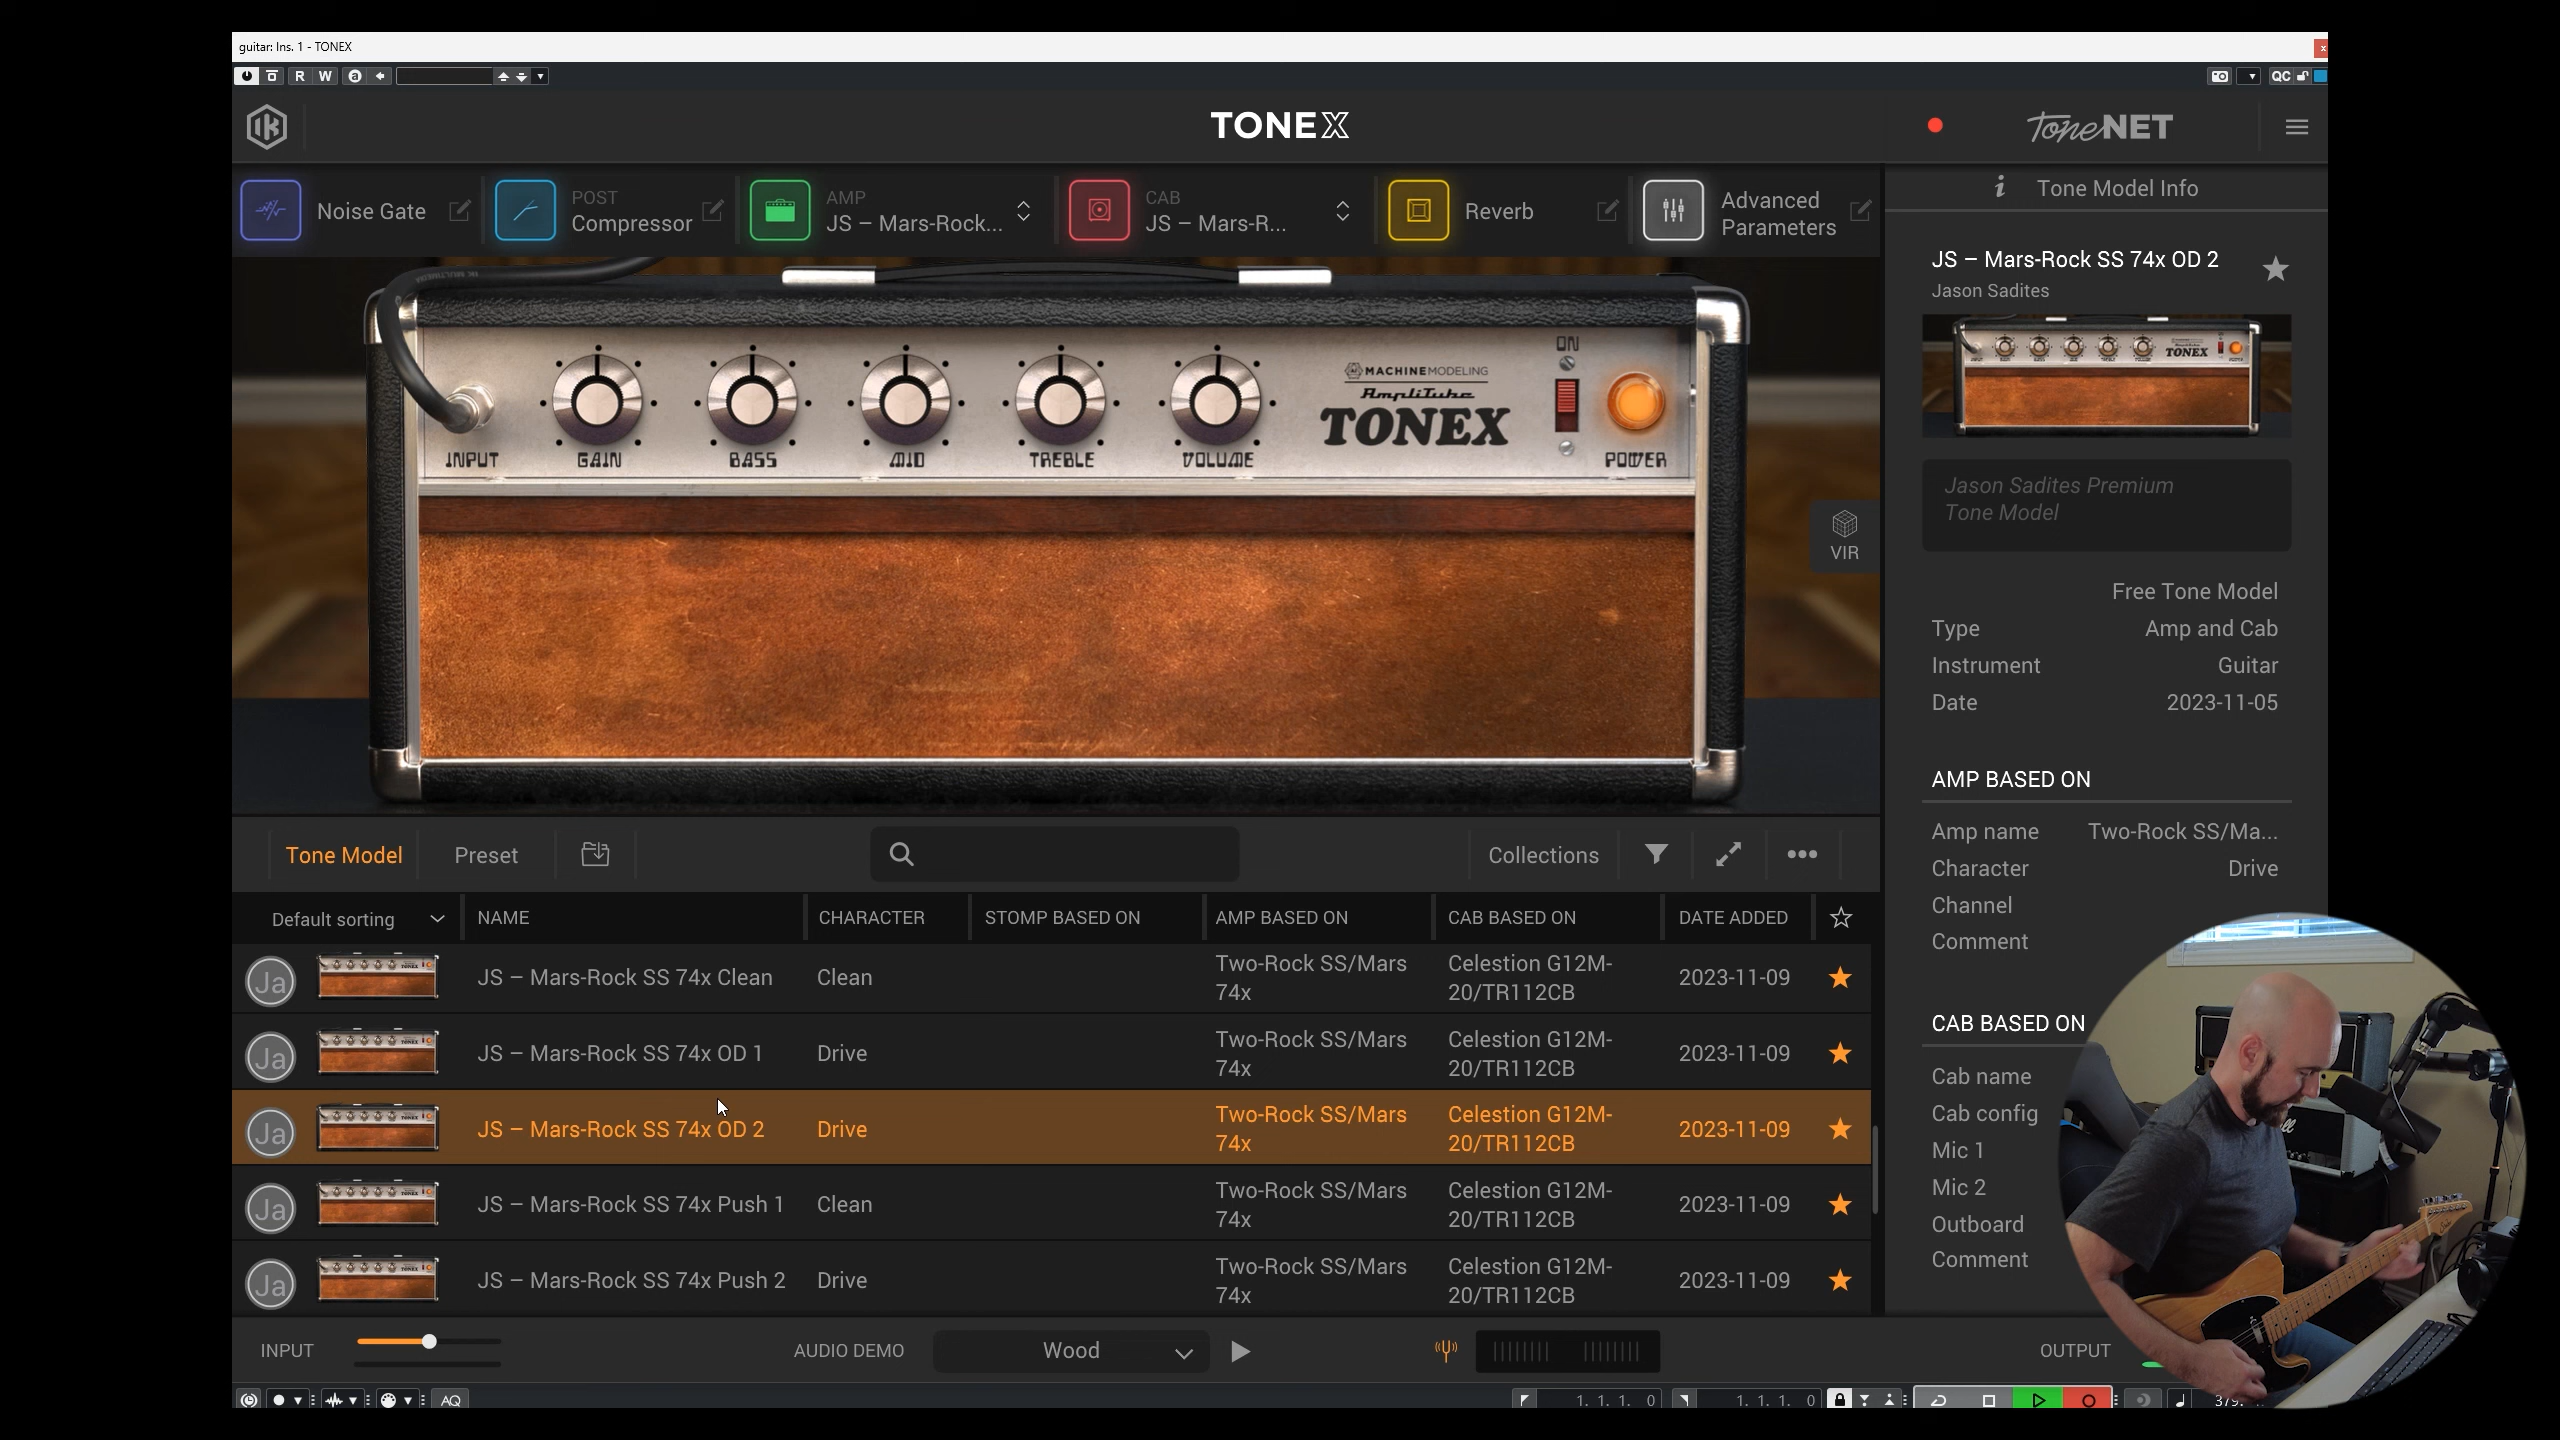 guitar: Ins. 1 - TONEX
x
R W a QC
TONEX
ToneNET
Noise Gate
POST
Compressor
AMP
JS – Mars-Rock...
CAB
JS – Mars-R...
Reverb
Advanced
Parameters
i Tone Model Info
JS – Mars-Rock SS 74x OD 2
Jason Sadites
ON
MACHINEMODELING
AmpliTube
TONEX
INPUT GAIN BASS MID TREBLE VOLUME POWER
VIR
TONEX
Jason Sadites Premium
Tone Model
Free Tone Model
Type Amp and Cab
Instrument Guitar
Date 2023-11-05
AMP BASED ON
Amp name Two-Rock SS/Ma...
Character Drive
Channel
Comment
CAB BASED ON
Cab name
Cab config
Mic 1
Mic 2
Outboard
Comment
Tone Model Preset Collections
Default sorting NAME CHARACTER STOMP BASED ON AMP BASED ON CAB BASED ON DATE ADDED
Ja JS – Mars-Rock SS 74x Clean Clean Two-Rock SS/Mars Celestion G12M- 2023-11-09
74x 20/TR112CB
Ja JS – Mars-Rock SS 74x OD 1 Drive Two-Rock SS/Mars Celestion G12M- 2023-11-09
74x 20/TR112CB
Ja JS – Mars-Rock SS 74x OD 2 Drive Two-Rock SS/Mars Celestion G12M- 2023-11-09
74x 20/TR112CB
Ja JS – Mars-Rock SS 74x Push 1 Clean Two-Rock SS/Mars Celestion G12M- 2023-11-09
74x 20/TR112CB
Ja JS – Mars-Rock SS 74x Push 2 Drive Two-Rock SS/Mars Celestion G12M- 2023-11-09
74x 20/TR112CB
INPUT AUDIO DEMO Wood OUTPUT
AQ 1. 1. 1. 0 1. 1. 1. 0